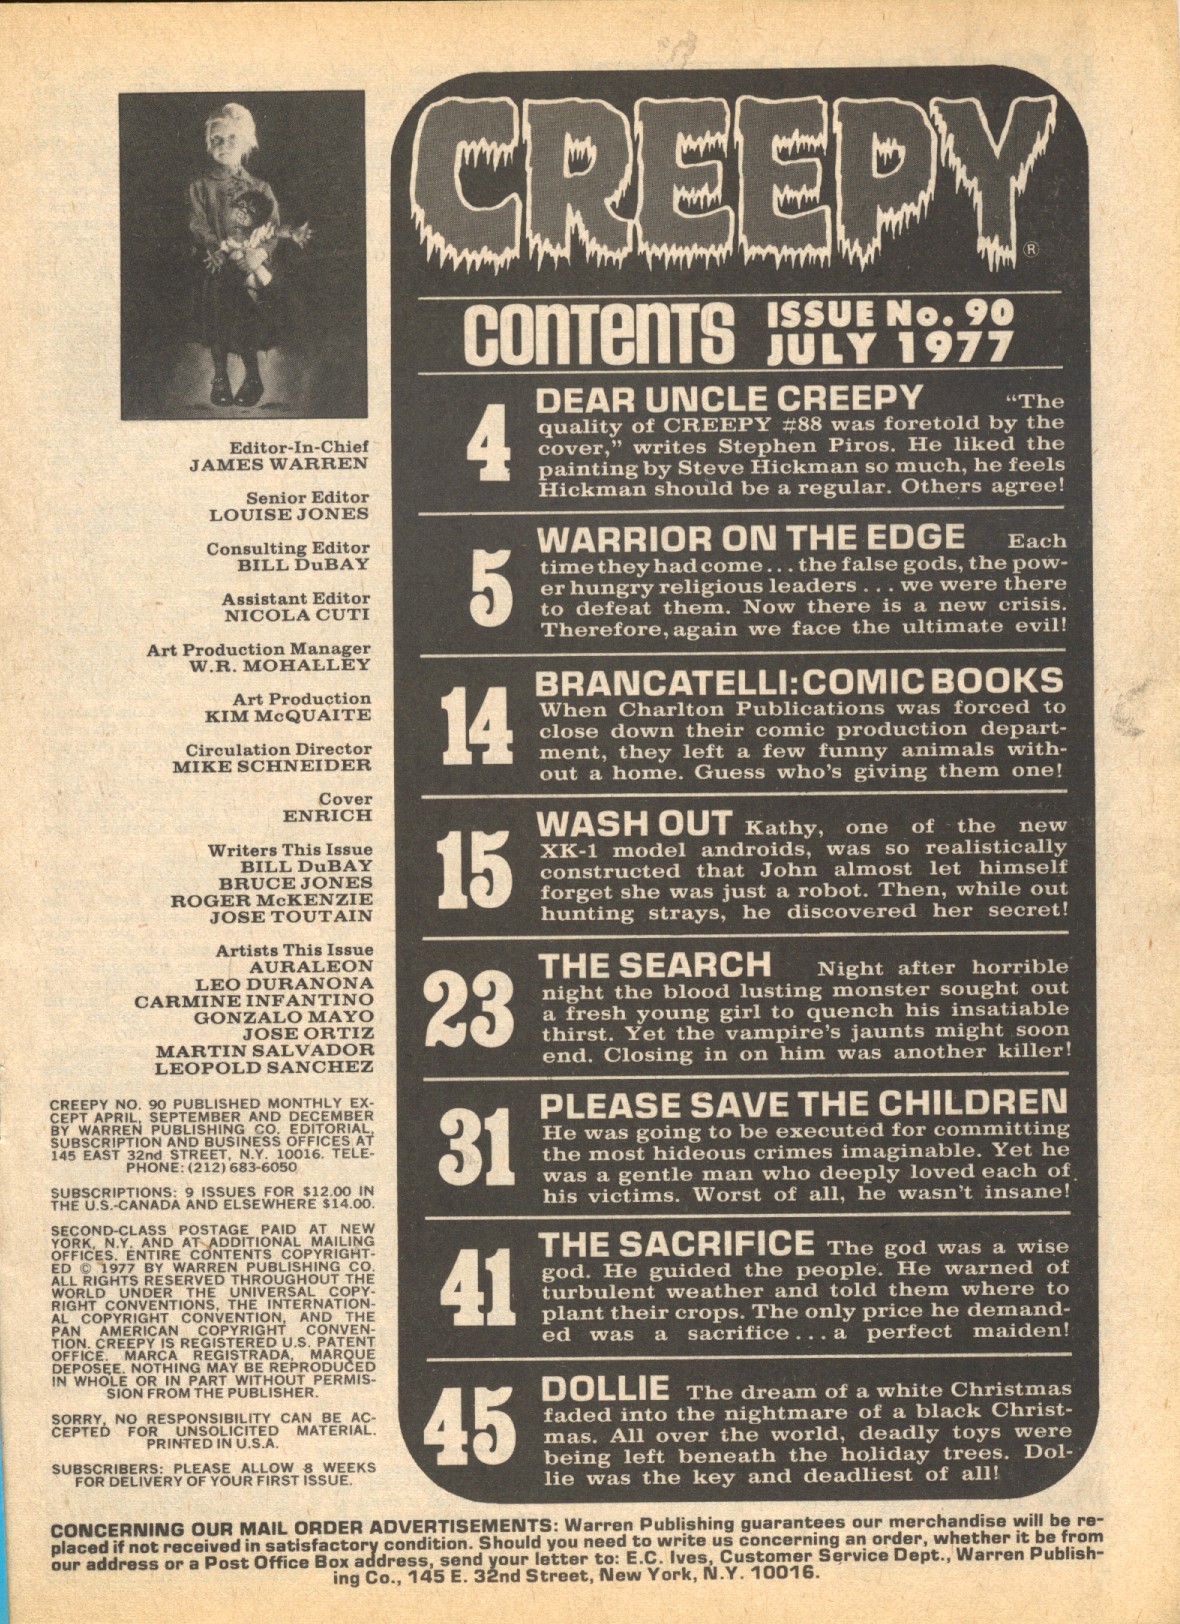 CREEPY
®
CONTENTS
ISSUE No. 90
JULY 1977
4
DEAR UNCLE CREEPY "The
quality of CREEPY #88 was foretold by the
cover," writes Stephen Piros. He liked the
painting by Steve Hickman so much, he feels
Hickman should be a regular. Others agree!
5
WARRIOR ON THE EDGE Each
time they had come . . . the false gods, the pow-
er hungry religious leaders . . . we were there
to defeat them. Now there is a new crisis.
Therefore, again we face the ultimate evil!
14
BRANCATELLI: COMIC BOOKS
When Charlton Publications was forced to
close down their comic production depart-
ment, they left a few funny animals with-
out a home. Guess who's giving them one!
15
WASH OUT Kathy, one of the new
XK-1 model androids, was so realistically
constructed that John almost let himself
forget she was just a robot. Then, while out
hunting strays, he discovered her secret!
23
THE SEARCH Night after horrible
night the blood lusting monster sought out
a fresh young girl to quench his insatiable
thirst. Yet the vampire's jaunts might soon
end. Closing in on him was another killer!
31
PLEASE SAVE THE CHILDREN
He was going to be executed for committing
the most hideous crimes imaginable. Yet he
was a gentle man who deeply loved each of
his victims. Worst of all, he wasn't insane!
41
THE SACRIFICE The god was a wise
god. He guided the people. He warned of
turbulent weather and told them where to
plant their crops. The only price he demand-
ed was a sacrifice . . . a perfect maiden!
45
DOLLIE The dream of a white Christmas
faded into the nightmare of a black Christ-
mas. All over the world, deadly toys were
being left beneath the holiday trees. Dol-
lie was the key and deadliest of all!
Editor-In-Chief
JAMES WARREN
Senior Editor
LOUISE JONES
Consulting Editor
BILL DuBAY
Assistant Editor
NICOLA CUTI
Art Production Manager
W.R. MOHALLEY
Art Production
KIM McQUAITE
Circulation Director
MIKE SCHNEIDER
Cover
ENRICH
Writers This Issue
BILL DuBAY
BRUCE JONES
ROGER McKENZIE
JOSE TOUTAIN
Artists This Issue
AURALEON
LEO DURANONA
CARMINE INFANTINO
GONZALO MAYO
JOSE ORTIZ
MARTIN SALVADOR
LEOPOLD SANCHEZ
CREEPY NO. 90 PUBLISHED MONTHLY EX-
CEPT APRIL, SEPTEMBER AND DECEMBER
BY WARREN PUBLISHING CO. EDITORIAL,
SUBSCRIPTION AND BUSINESS OFFICES AT
145 EAST 32nd STREET, N.Y. 10016. TELE-
PHONE: (212) 683-6050
SUBSCRIPTIONS: 9 ISSUES FOR $12.00 IN
THE U.S.-CANADA AND ELSEWHERE $14.00.
SECOND-CLASS POSTAGE PAID AT NEW
YORK, N.Y. AND AT ADDITIONAL MAILING
OFFICES. ENTIRE CONTENTS COPYRIGHT-
ED © 1977 BY WARREN PUBLISHING CO.
ALL RIGHTS RESERVED THROUGHOUT THE
WORLD UNDER THE UNIVERSAL COPY-
RIGHT CONVENTIONS, THE INTERNATION-
AL COPYRIGHT CONVENTION, AND THE
PAN AMERICAN COPYRIGHT CONVEN-
TION. CREEPY IS REGISTERED U.S. PATENT
OFFICE. MARCA REGISTRADA, MARQUE
DEPOSEE. NOTHING MAY BE REPRODUCED
IN WHOLE OR IN PART WITHOUT PERMIS-
SION FROM THE PUBLISHER.
SORRY, NO RESPONSIBILITY CAN BE AC-
CEPTED FOR UNSOLICITED MATERIAL.
PRINTED IN U.S.A.
SUBSCRIBERS: PLEASE ALLOW 8 WEEKS
FOR DELIVERY OF YOUR FIRST ISSUE.
CONCERNING OUR MAIL ORDER ADVERTISEMENTS: Warren Publishing guarantees our merchandise will be re-
placed if not received in satisfactory condition. Should you need to write us concerning an order, whether it be from
our address or a Post Office Box address, send your letter to: E.C. Ives, Customer Service Dept., Warren Publish-
ing Co., 145 E. 32nd Street, New York, N.Y. 10016.